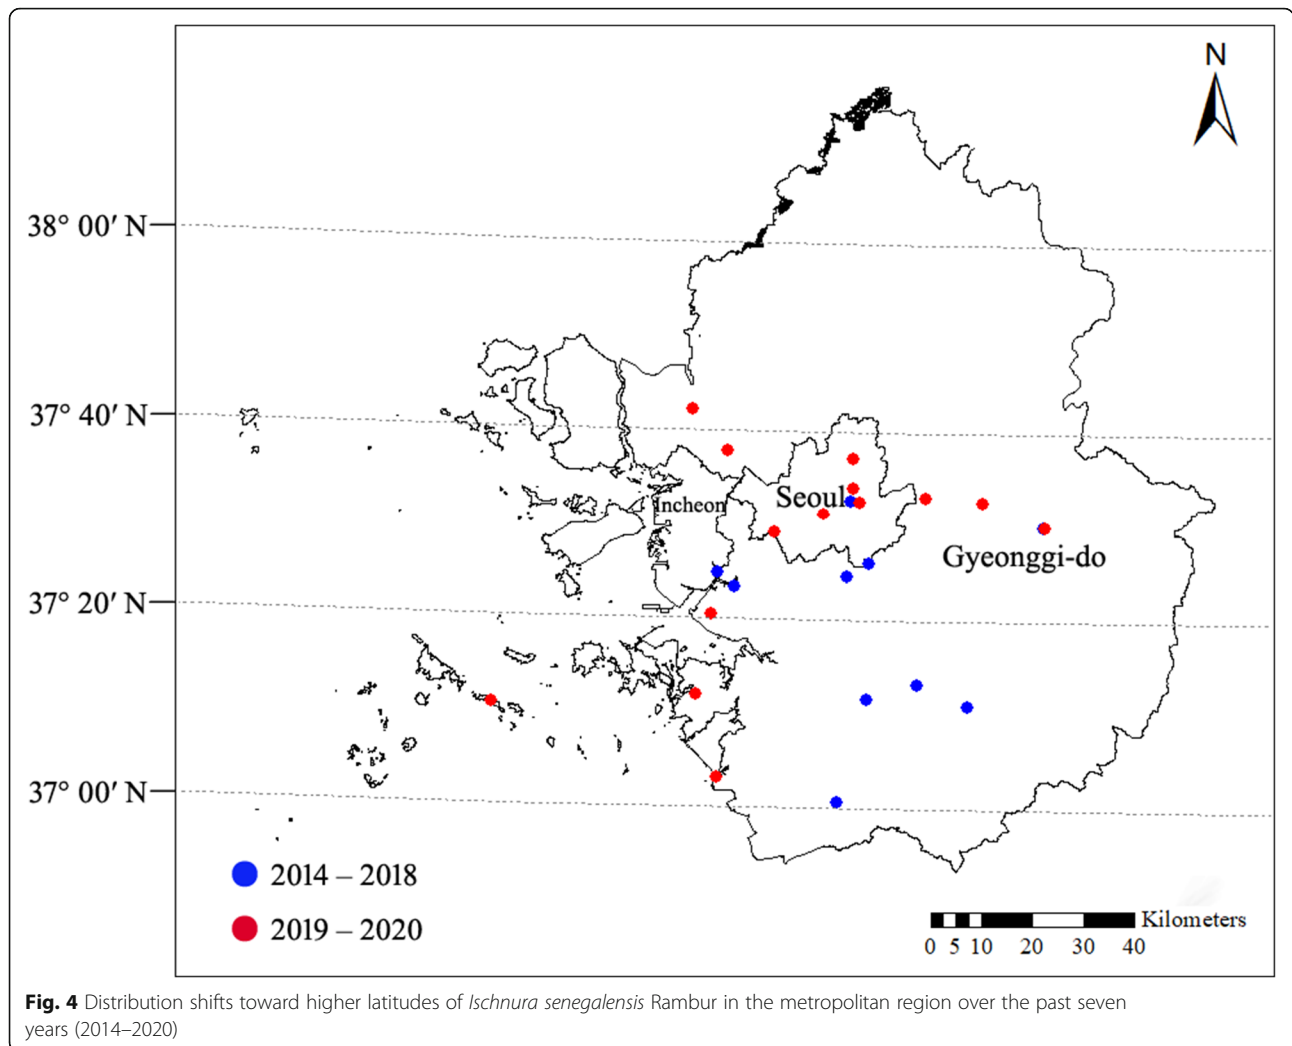 N
38° 00′ N
37° 40′ N
Seoul
Incheon
Gyeonggi-do
37° 20′ N
37° 00′ N
2014 – 2018
2019 – 2020
Kilometers
0 5 10 20 30 40
Fig. 4 Distribution shifts toward higher latitudes of Ischnura senegalensis Rambur in the metropolitan region over the past seven
years (2014–2020)